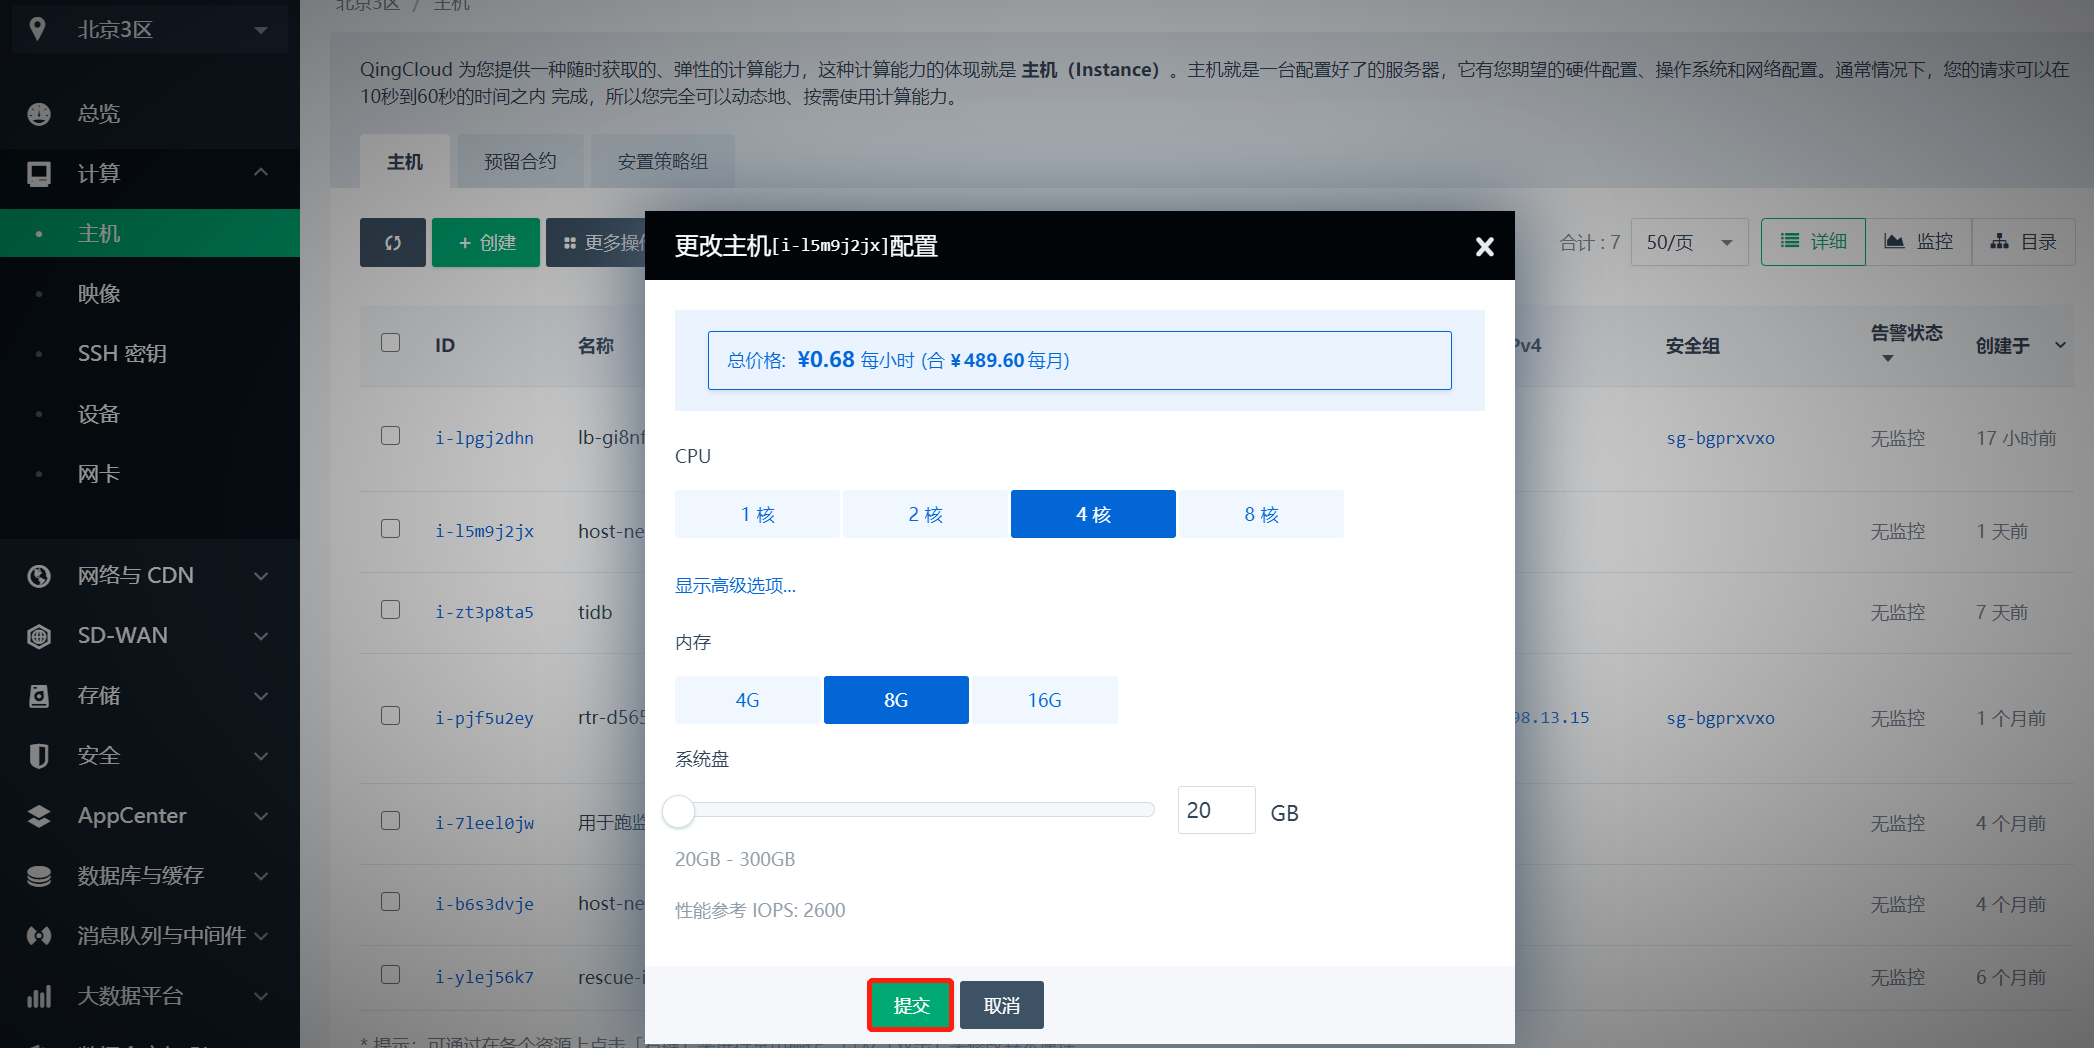 北京3区
总览
计算
主机
映像
SSH 密钥
设备
网卡
网络与 CDN
SD-WAN
存储
安全
AppCenter
数据库与缓存
消息队列与中间件
大数据平台
北京3区 / 主机
QingCloud 为您提供一种随时获取的、弹性的计算能力，这种计算能力的体现就是 主机（Instance）。主机就是一台配置好了的服务器，它有您期望的硬件配置、操作系统和网络配置。通常情况下，您的请求可以在
10秒到60秒的时间之内 完成，所以您完全可以动态地、按需使用计算能力。
主机 预留合约 安置策略组
+ 创建 更多操作 合计 : 7 50/页 详细 监控 目录
ID 名称 Pv4 安全组 告警状态 创建于
i-lpgj2dhn lb-gi8nf sg-bgprxvxo 无监控 17 小时前
i-l5m9j2jx host-ne 无监控 1 天前
i-zt3p8ta5 tidb 无监控 7 天前
i-pjf5u2ey rtr-d565 98.13.15 sg-bgprxvxo 无监控 1 个月前
i-7leel0jw 用于跑监 无监控 4 个月前
i-b6s3dvje host-ne 无监控 4 个月前
i-ylej56k7 rescue-i 无监控 6 个月前
更改主机[i-l5m9j2jx]配置
总价格: ¥0.68 每小时 (合 ¥ 489.60 每月)
CPU
1 核 2 核 4 核 8 核
显示高级选项...
内存
4G 8G 16G
系统盘
20 GB
20GB - 300GB
性能参考 IOPS: 2600
提交 取消